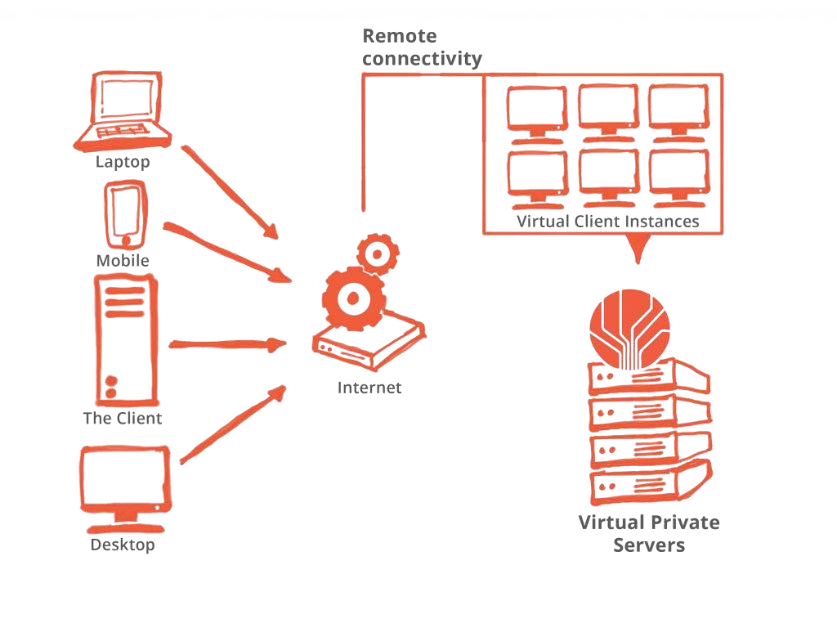 Remote
connectivity
Laptop
Mobile
The Client
Desktop
Internet
Virtual Client Instances
Virtual Private
Servers